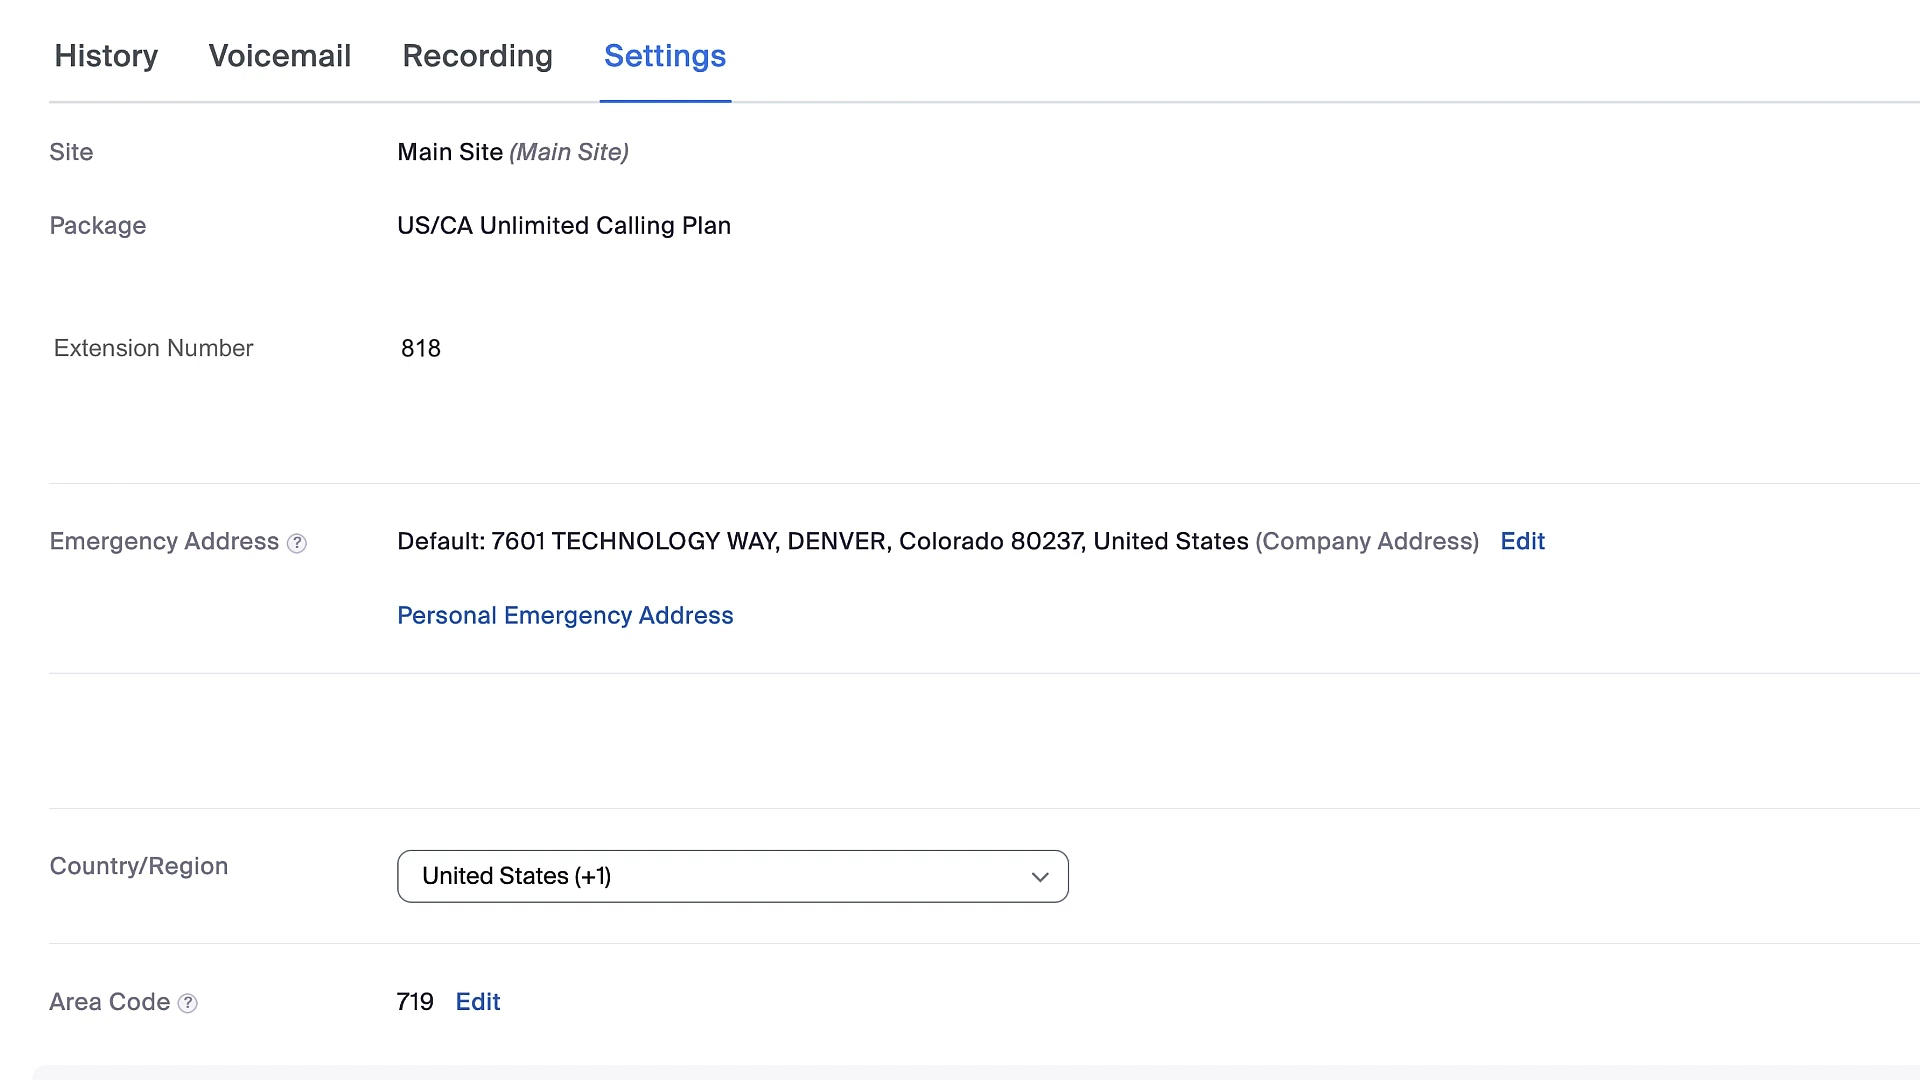 History Voicemail Recording Settings
Site Main Site (Main Site)
Package US/CA Unlimited Calling Plan
Extension Number 818
Emergency Address ? Default: 7601 TECHNOLOGY WAY, DENVER, Colorado 80237, United States (Company Address) Edit
Personal Emergency Address
Country/Region United States (+1)
Area Code ? 719 Edit